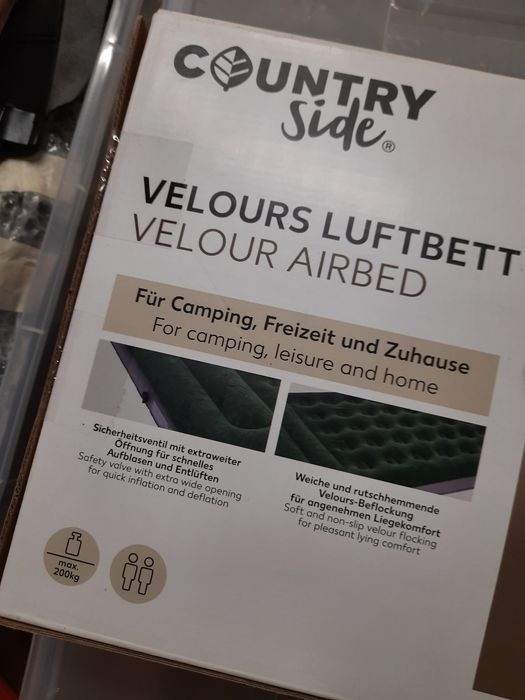 COUNTRY
Side®
VELOURS LUFTBETT
VELOUR AIRBED
Für Camping, Freizeit und Zuhause
For camping, leisure and home
Sicherheitsventil mit extraweiter
Öffnung für schnelles
Aufblasen und Entlüften
Safety valve with extra wide opening
for quick inflation and deflation
Weiche und rutschhemmende
Velours-Beflockung
für angenehmen Liegekomfort
Soft and non-slip velour flocking
for pleasant lying comfort
max.
200kg